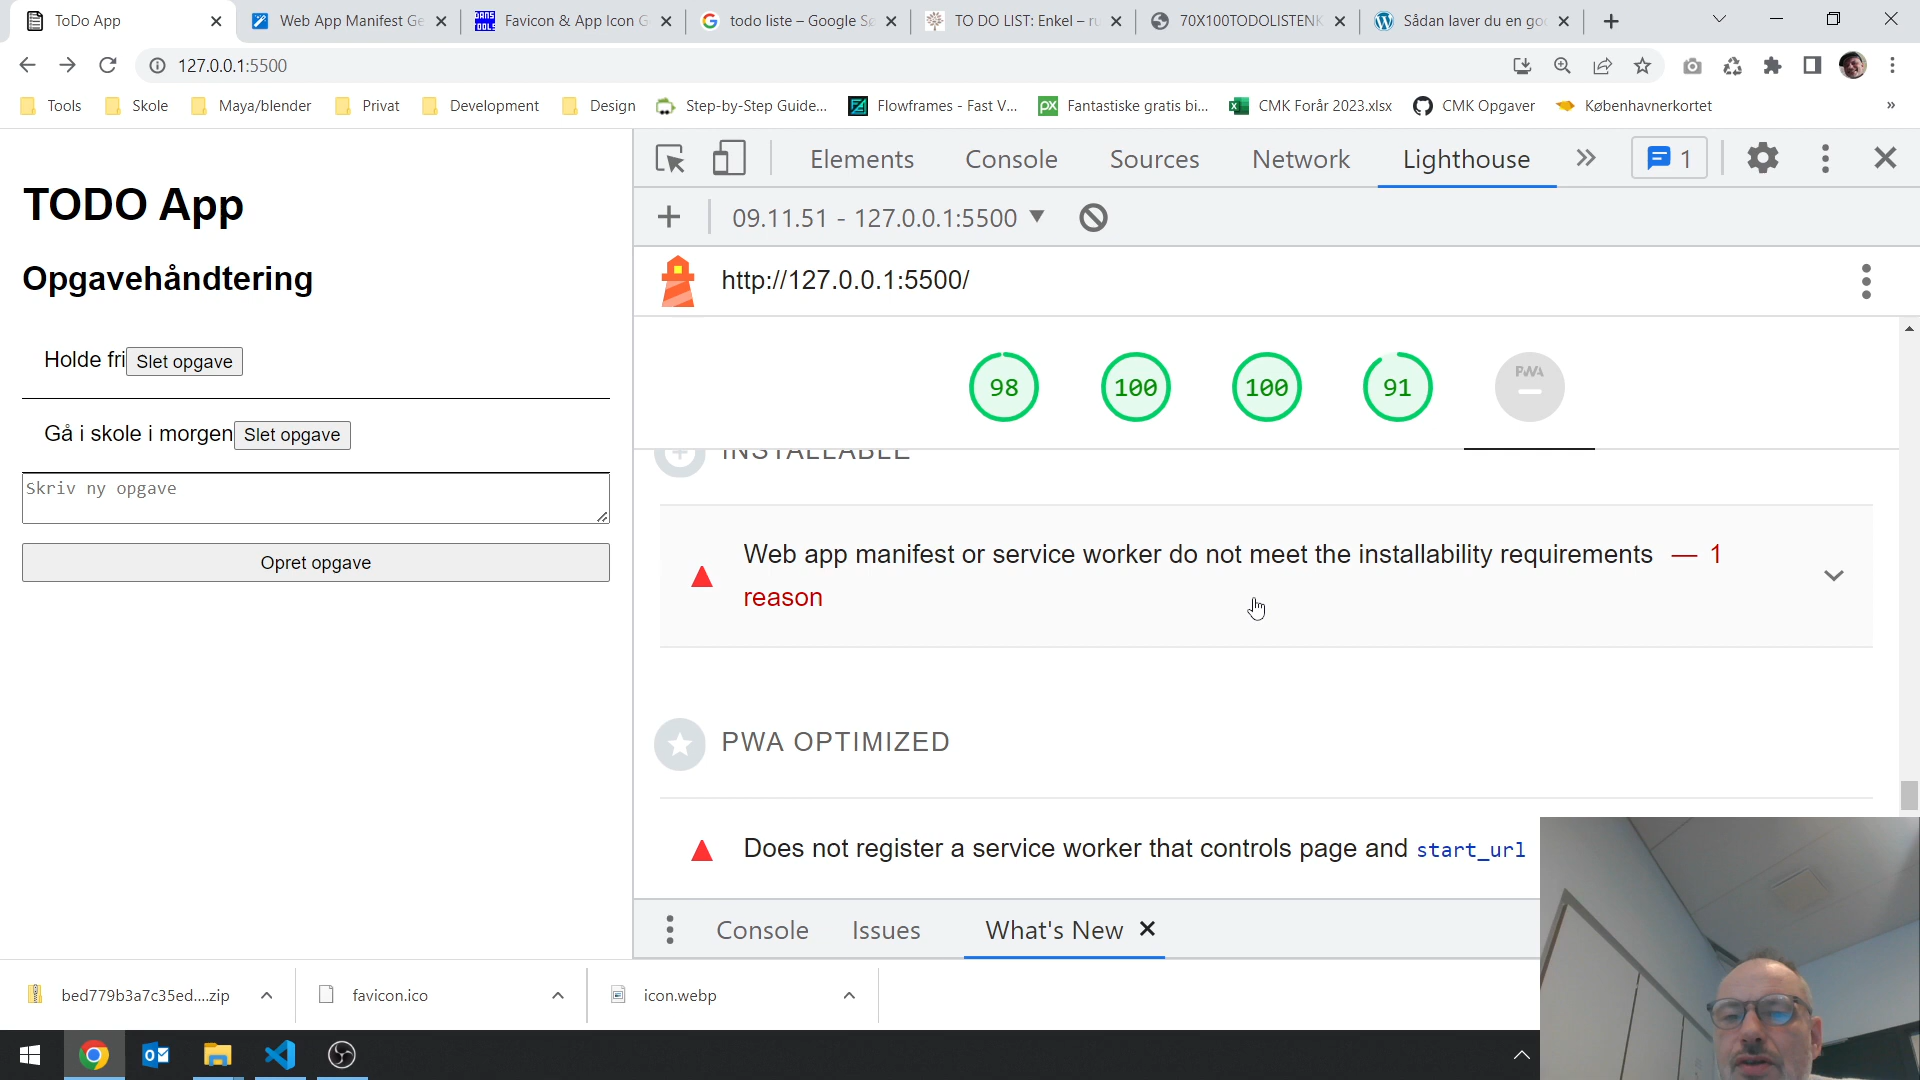 ToDo App
Web App Manifest Ge
Favicon & App Icon G
todo liste – Google Sø
TO DO LIST: Enkel – ru
70X100TODOLISTENK
Sådan laver du en go
127.0.0.1:5500
Tools
Skole
Maya/blender
Privat
Development
Design
Step-by-Step Guide...
Flowframes - Fast V...
Fantastiske gratis bi...
CMK Forår 2023.xlsx
CMK Opgaver
Københavnerkortet
»
TODO App
Opgavehåndtering
Holde fri Slet opgave
Gå i skole i morgen Slet opgave
Skriv ny opgave
Opret opgave
Elements
Console
Sources
Network
Lighthouse
1
09.11.51 - 127.0.0.1:5500
http://127.0.0.1:5500/
98
100
100
91
PWA
INSTALLABLE
Web app manifest or service worker do not meet the installability requirements — 1
reason
PWA OPTIMIZED
Does not register a service worker that controls page and start_url
Console
Issues
What's New
bed779b3a7c35ed....zip
favicon.ico
icon.webp